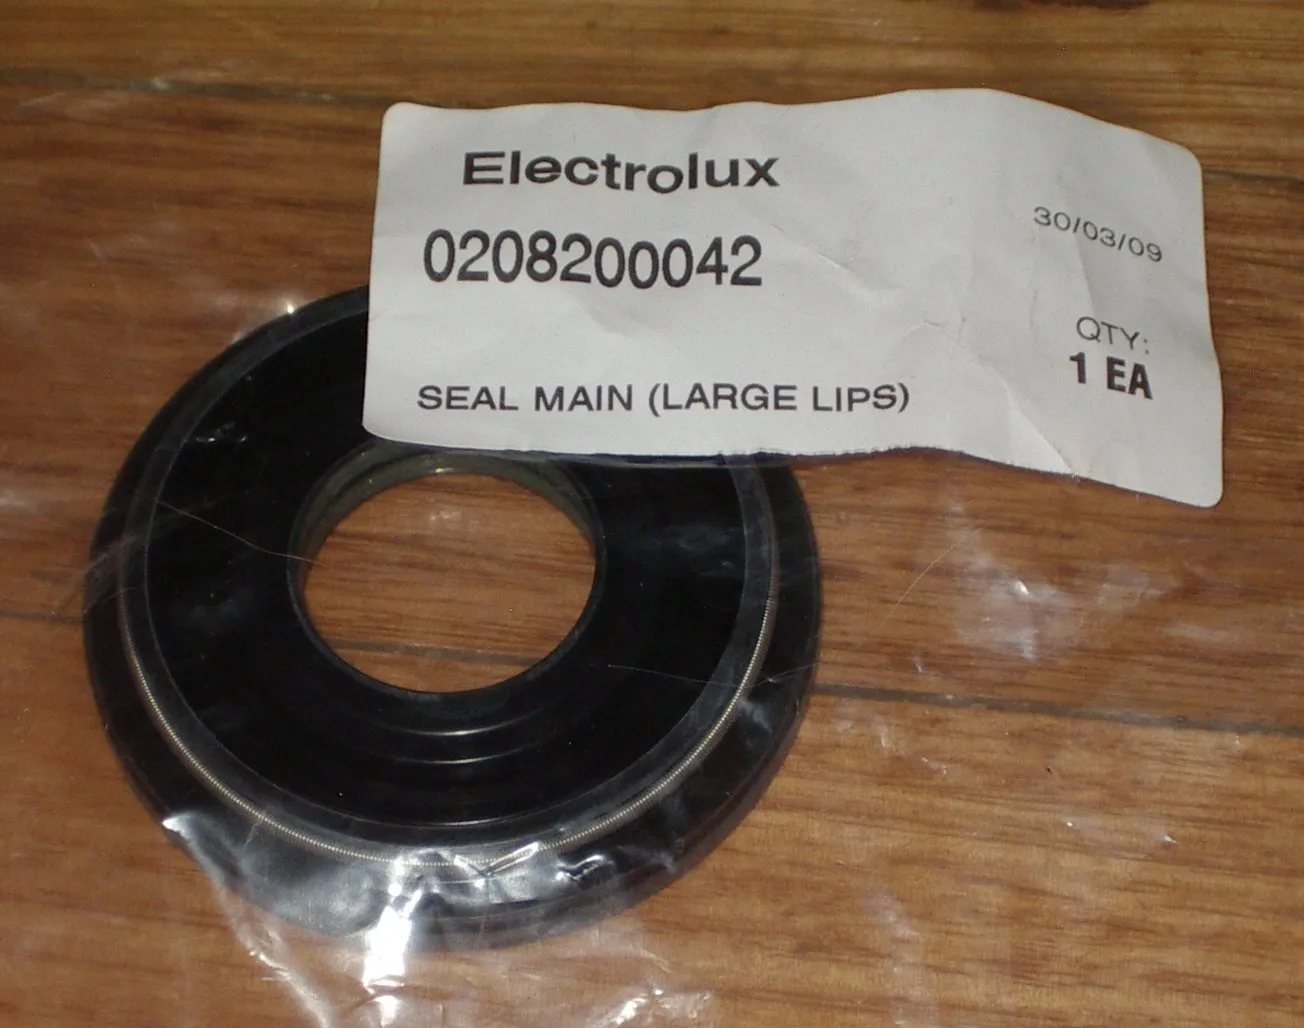 Electrolux
0208200042
30/03/09
QTY:
1 EA
SEAL MAIN (LARGE LIPS)